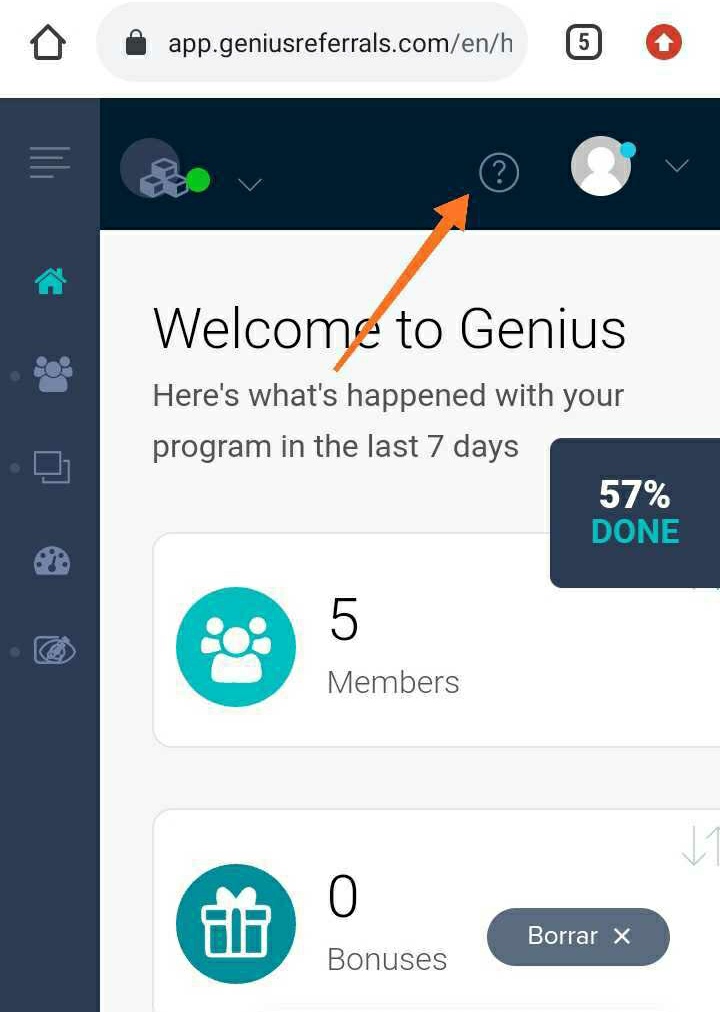 app.geniusreferrals.com/en/h
5
?
Welcome to Genius
Here's what's happened with your
program in the last 7 days
57%
DONE
5
Members
0
Bonuses
Borrar ✕